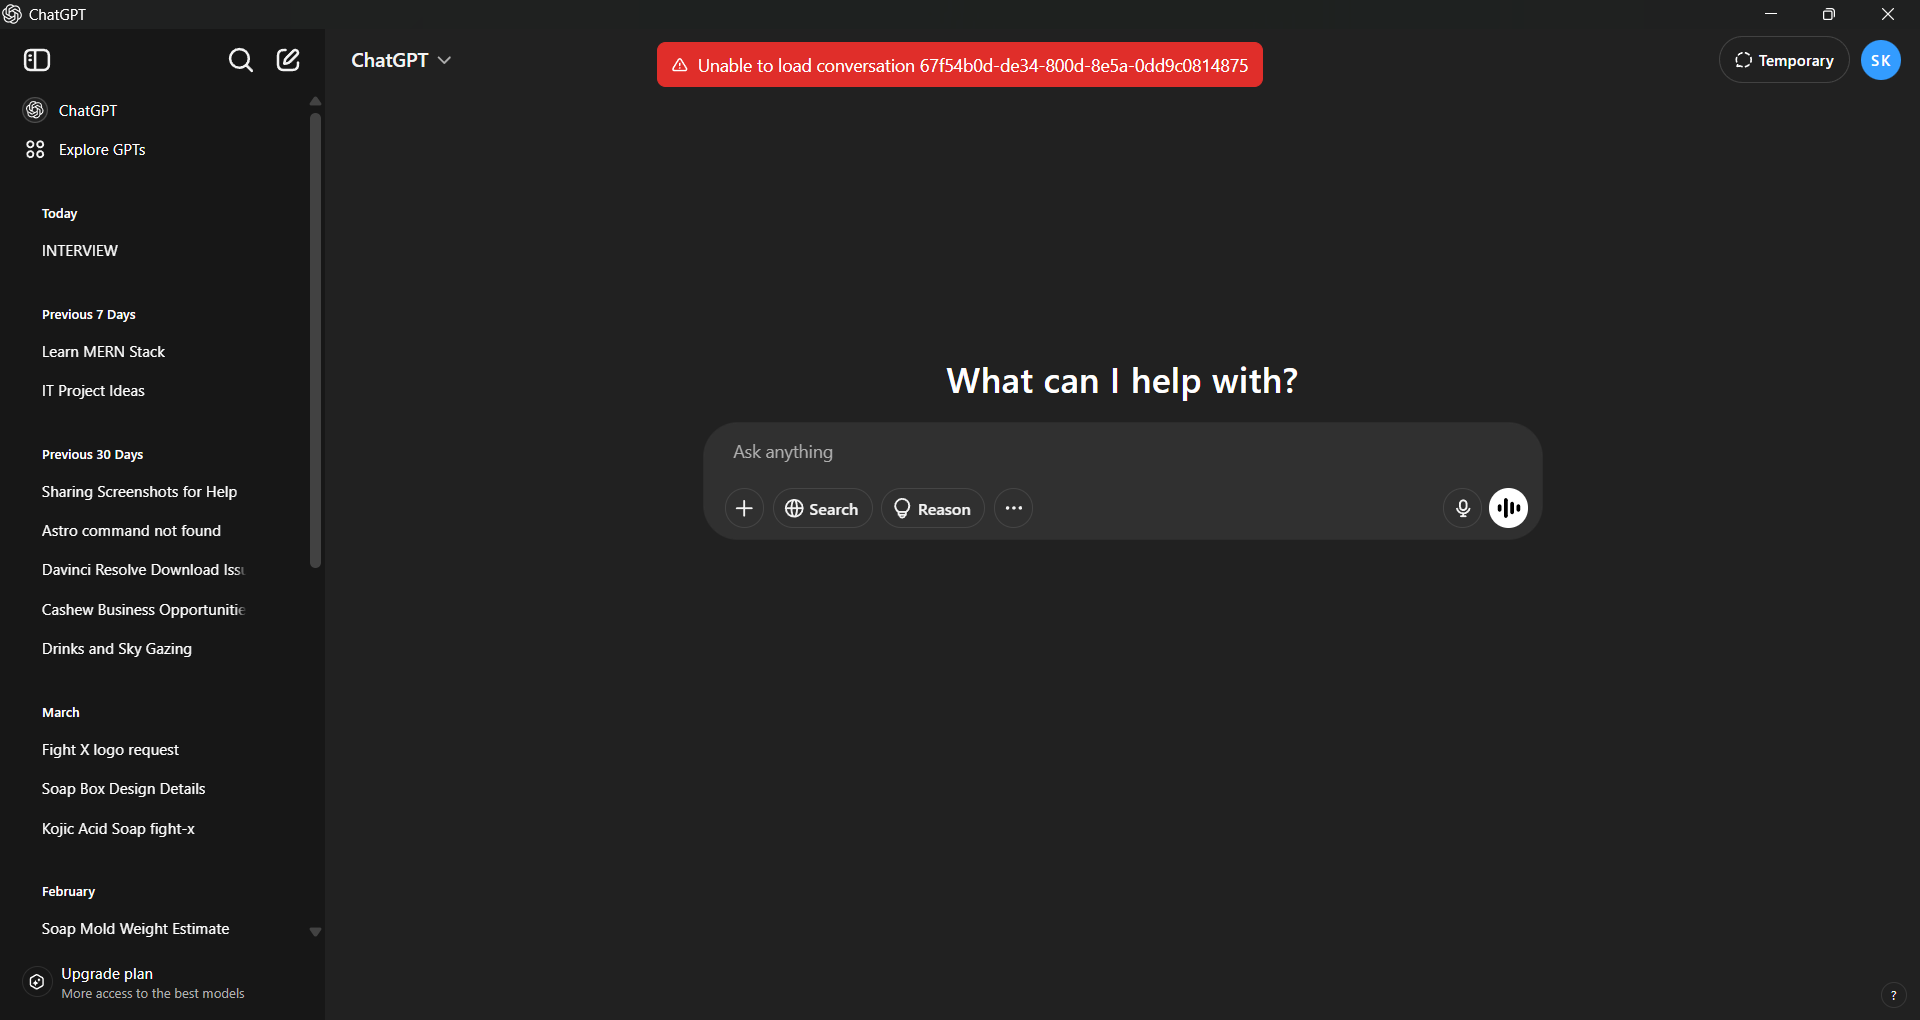 ChatGPT
ChatGPT
Unable to load conversation 67f54b0d-de34-800d-8e5a-0dd9c0814875
Temporary
SK
ChatGPT
Explore GPTs
Today
INTERVIEW
Previous 7 Days
Learn MERN Stack
IT Project Ideas
Previous 30 Days
Sharing Screenshots for Help
Astro command not found
Davinci Resolve Download Issu
Cashew Business Opportunitie
Drinks and Sky Gazing
March
Fight X logo request
Soap Box Design Details
Kojic Acid Soap fight-x
February
Soap Mold Weight Estimate
Upgrade plan
More access to the best models
What can I help with?
Ask anything
Search
Reason
?